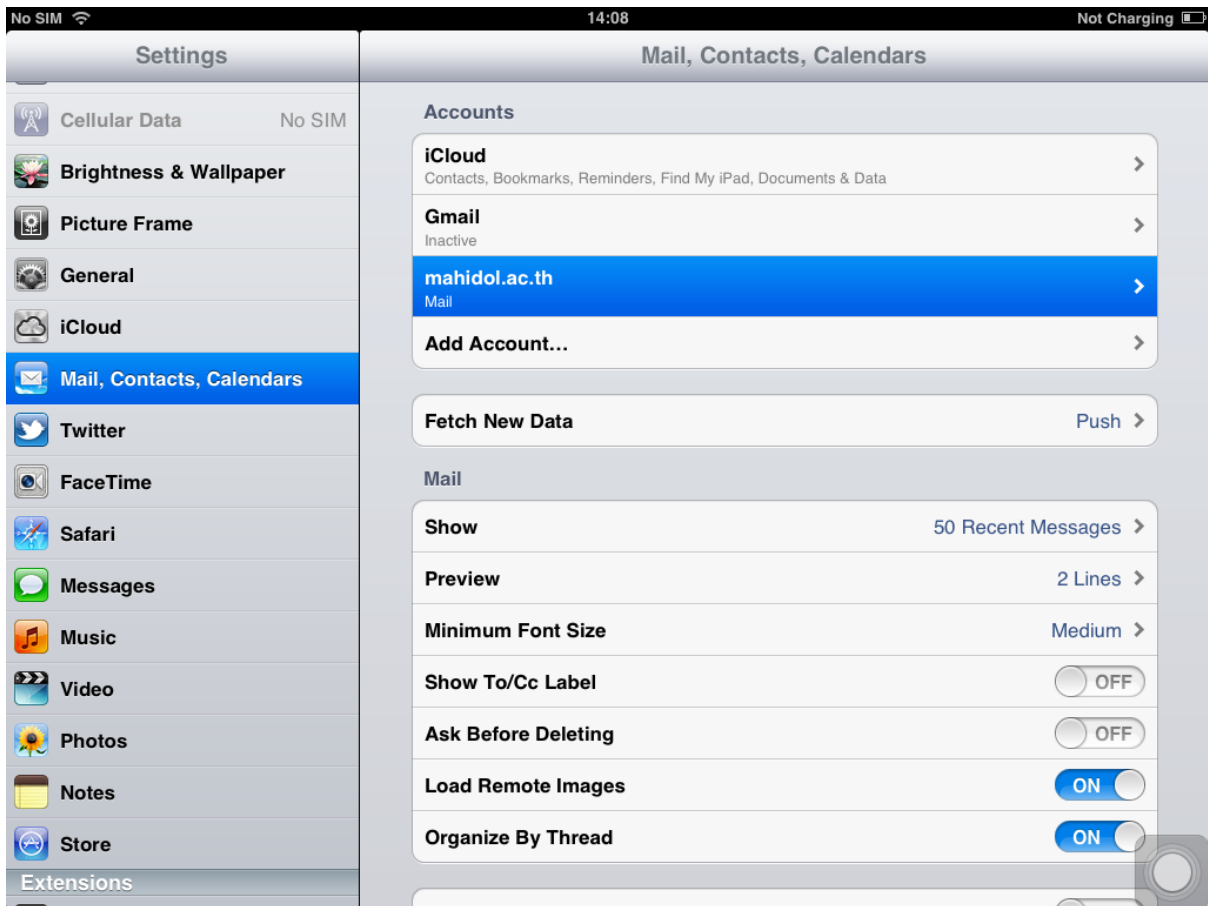 No SIM 14:08 Not Charging
Settings
Cellular Data No SIM
Brightness & Wallpaper
Picture Frame
General
iCloud
Mail, Contacts, Calendars
Twitter
FaceTime
Safari
Messages
Music
Video
Photos
Notes
Store
Extensions
Mail, Contacts, Calendars
Accounts
iCloud
Contacts, Bookmarks, Reminders, Find My iPad, Documents & Data
Gmail
Inactive
mahidol.ac.th
Mail
Add Account...
Fetch New Data Push
Mail
Show 50 Recent Messages
Preview 2 Lines
Minimum Font Size Medium
Show To/Cc Label OFF
Ask Before Deleting OFF
Load Remote Images ON
Organize By Thread ON